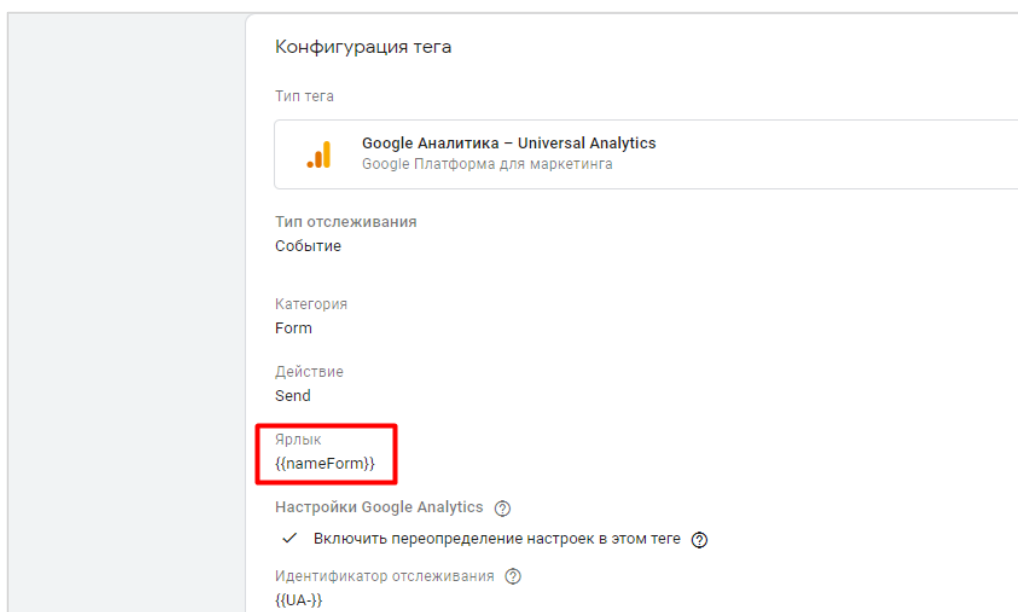 Конфигурация тега
Тип тега
Google Аналитика – Universal Analytics
Google Платформа для маркетинга
Тип отслеживания
Событие
Категория
Form
Действие
Send
Ярлык
{{nameForm}}
Настройки Google Analytics
Включить переопределение настроек в этом теге
Идентификатор отслеживания
{{UA-}}